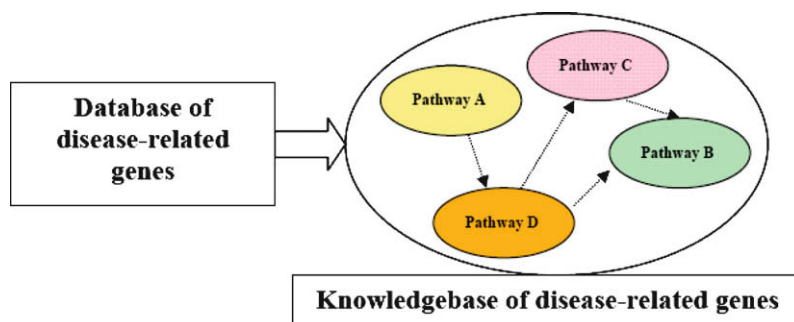 Database of
disease-related
genes
Pathway A
Pathway C
Pathway B
Pathway D
Knowledgebase of disease-related genes